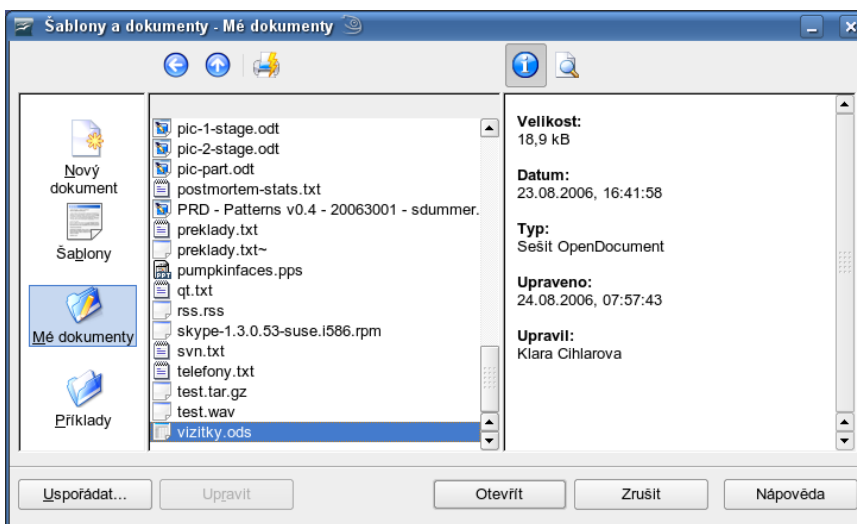 Šablony a dokumenty - Mé dokumenty
Nový
dokument
Šablony
Mé dokumenty
Příklady
pic-1-stage.odt
pic-2-stage.odt
pic-part.odt
postmortem-stats.txt
PRD - Patterns v0.4 - 20063001 - sdummer.
preklady.txt
preklady.txt~
pumpkinfaces.pps
qt.txt
rss.rss
skype-1.3.0.53-suse.i586.rpm
svn.txt
telefony.txt
test.tar.gz
test.wav
vizitky.ods
Velikost:
18,9 kB
Datum:
23.08.2006, 16:41:58
Typ:
Sešit OpenDocument
Upraveno:
24.08.2006, 07:57:43
Upravil:
Klara Cihlarova
Uspořádat...
Upravit
Otevřít
Zrušit
Nápověda